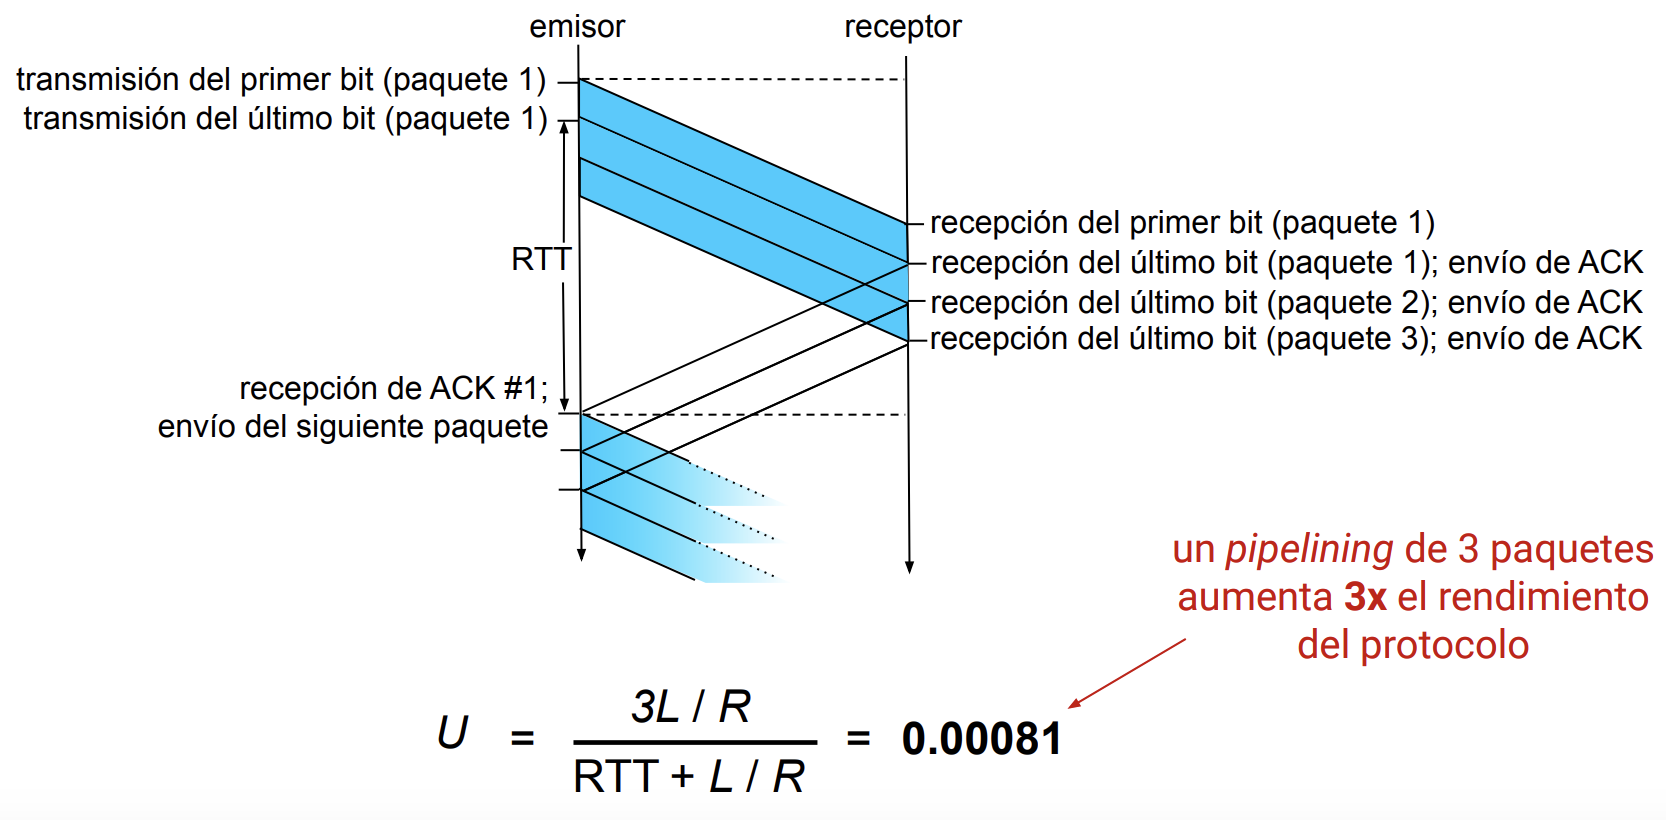 emisor
receptor
transmisión del primer bit (paquete 1)
transmisión del último bit (paquete 1)
recepción del primer bit (paquete 1)
RTT
recepción del último bit (paquete 1); envío de ACK
recepción del último bit (paquete 2); envío de ACK
recepción del último bit (paquete 3); envío de ACK
recepción de ACK #1;
envío del siguiente paquete
un pipelining de 3 paquetes
aumenta 3x el rendimiento
del protocolo
U = 3L / R
RTT + L / R
= 0.00081